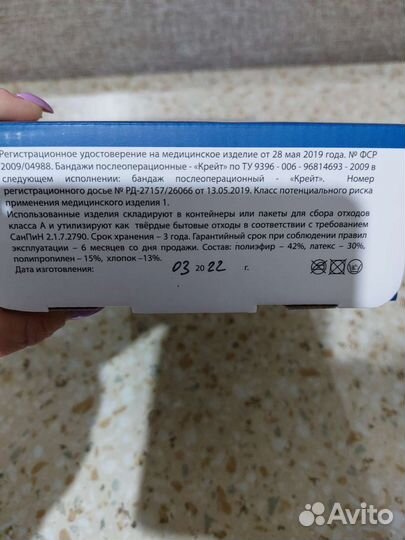 Регистрационное удостоверение на медицинское изделие от 28 мая 2019 года. № ФСР
2009/04988. Бандажи послеоперационные - «Крейт» по ТУ 9396 - 006 - 96814693 - 2009 в
следующем исполнении: бандаж послеоперационный - «Крейт». Номер
регистрационного досье № РД-27157/26066 от 13.05.2019. Класс потенциального риска
применения медицинского изделия 1.
Использованные изделия складируют в контейнеры или пакеты для сбора отходов
класса А и утилизируют как твёрдые бытовые отходы в соответствии с требованием
СанПиН 2.1.7.2790. Срок хранения – 3 года. Гарантийный срок при соблюдении правил
эксплуатации – 6 месяцев со дня продажи. Состав: полиэфир – 42%, латекс – 30%,
полипропилен – 15%, хлопок –13%.
Дата изготовления: 03 2022 г.
Avito